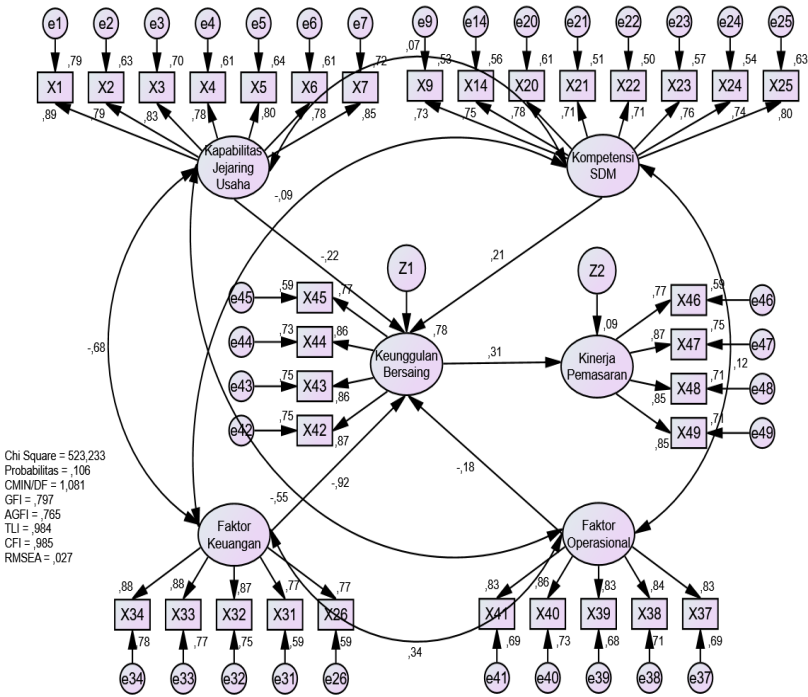 e1 e2 e3 e4 e5 e6 e7 e9 e14 e20 e21 e22 e23 e24 e25
,79 ,63 ,70 ,61 ,64 ,61 ,72 ,07 ,53 ,56 ,61 ,51 ,50 ,57 ,54 ,63
X1 X2 X3 X4 X5 X6 X7 X9 X14 X20 X21 X22 X23 X24 X25
,89 ,79 ,83 ,78 ,80 ,78 ,85 ,73 ,75 ,78 ,71 ,71 ,76 ,74 ,80
Kapabilitas
Jejaring
Usaha
Kompetensi
SDM
-,09
-,22 ,21
Z1 Z2
e45 ,59 X45 ,77
e44 ,73 X44 ,86
e43 ,75 X43 ,86
e42 ,75 X42 ,87
,78
Keunggulan
Bersaing
,31
,09
Kinerja
Pemasaran
,77 X46 ,59 e46
,87 X47 ,75 e47
,85 X48 ,71 e48
,85 X49 ,71 e49
-,68
,12
-,55 -,92 -,18
Chi Square = 523,233
Probabilitas = ,106
CMIN/DF = 1,081
GFI = ,797
AGFI = ,765
TLI = ,984
CFI = ,985
RMSEA = ,027
Faktor
Keuangan
Faktor
Operasional
,88 ,88 ,87 ,77 ,77 ,83 ,86 ,83 ,84 ,83
X34 X33 X32 X31 X26 X41 X40 X39 X38 X37
,78 ,77 ,75 ,59 ,59 ,34 ,69 ,73 ,68 ,71 ,69
e34 e33 e32 e31 e26 e41 e40 e39 e38 e37